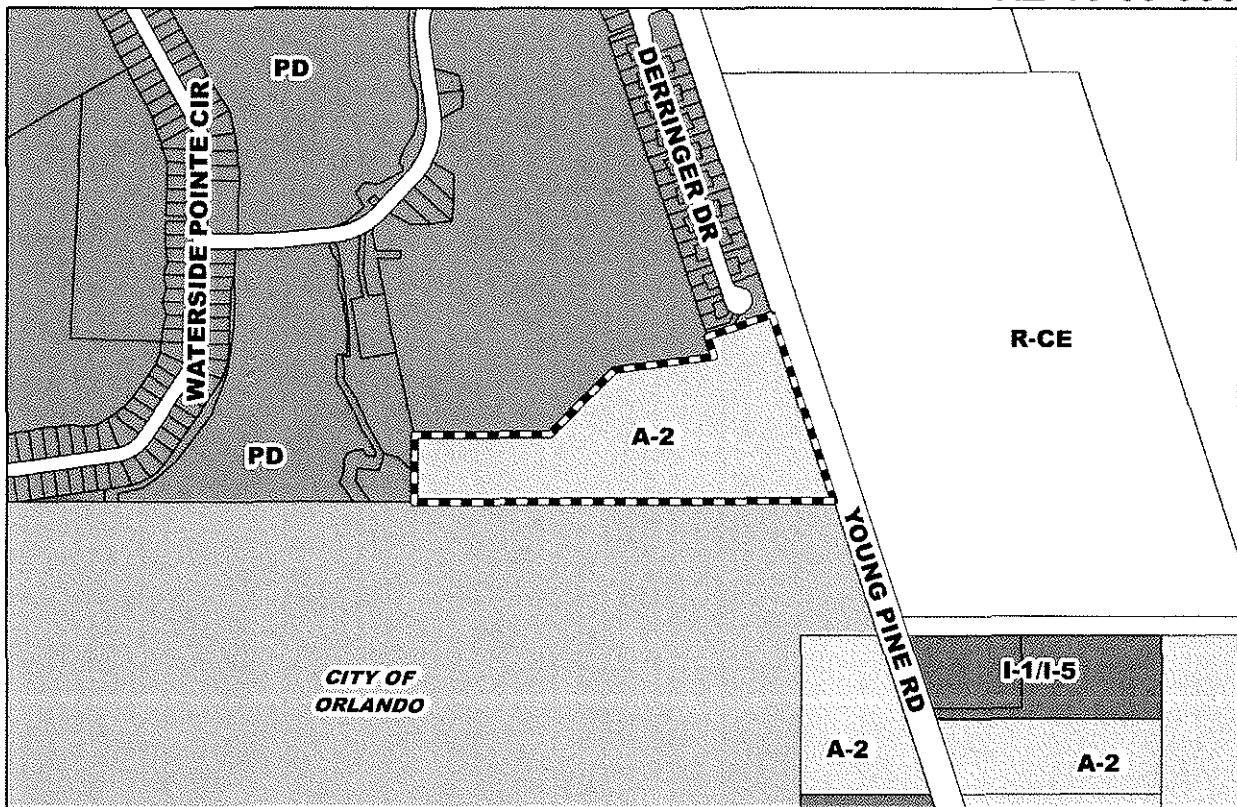 PD
WATERSIDE POINTE CIR
DERRINGER DR
R-CE
A-2
PD
YOUNG PINE RD
CITY OF
ORLANDO
I-1/I-5
A-2
A-2